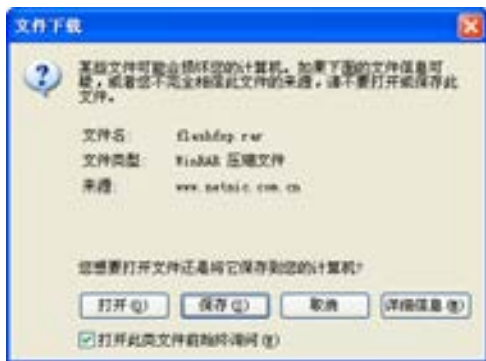 文件下载
某些文件可能会损坏您的计算机。如果下面的文件信息可
疑，或者您不完全相信此文件的来源，请不要打开或保存此
文件。
文件名: flashfxp.rar
文件类型: WinRAR 压缩文件
来源: www.netnic.com.cn
您想要打开文件还是将它保存到您的计算机?
打开(O) 保存(S) 取消 详细信息(M)
打开此类文件前始终询问(W)